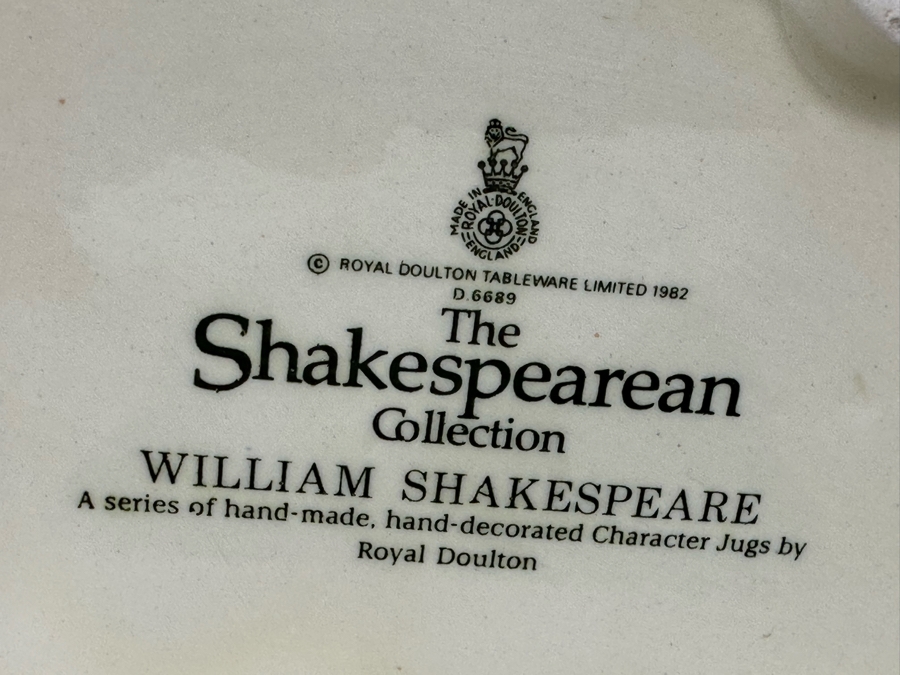 MADE IN ENGLAND
ROYAL·DOULTON
ENGLAND
© ROYAL DOULTON TABLEWARE LIMITED 1982
D.6689
The
Shakespearean
Collection
WILLIAM SHAKESPEARE
A series of hand-made, hand-decorated Character Jugs by
Royal Doulton